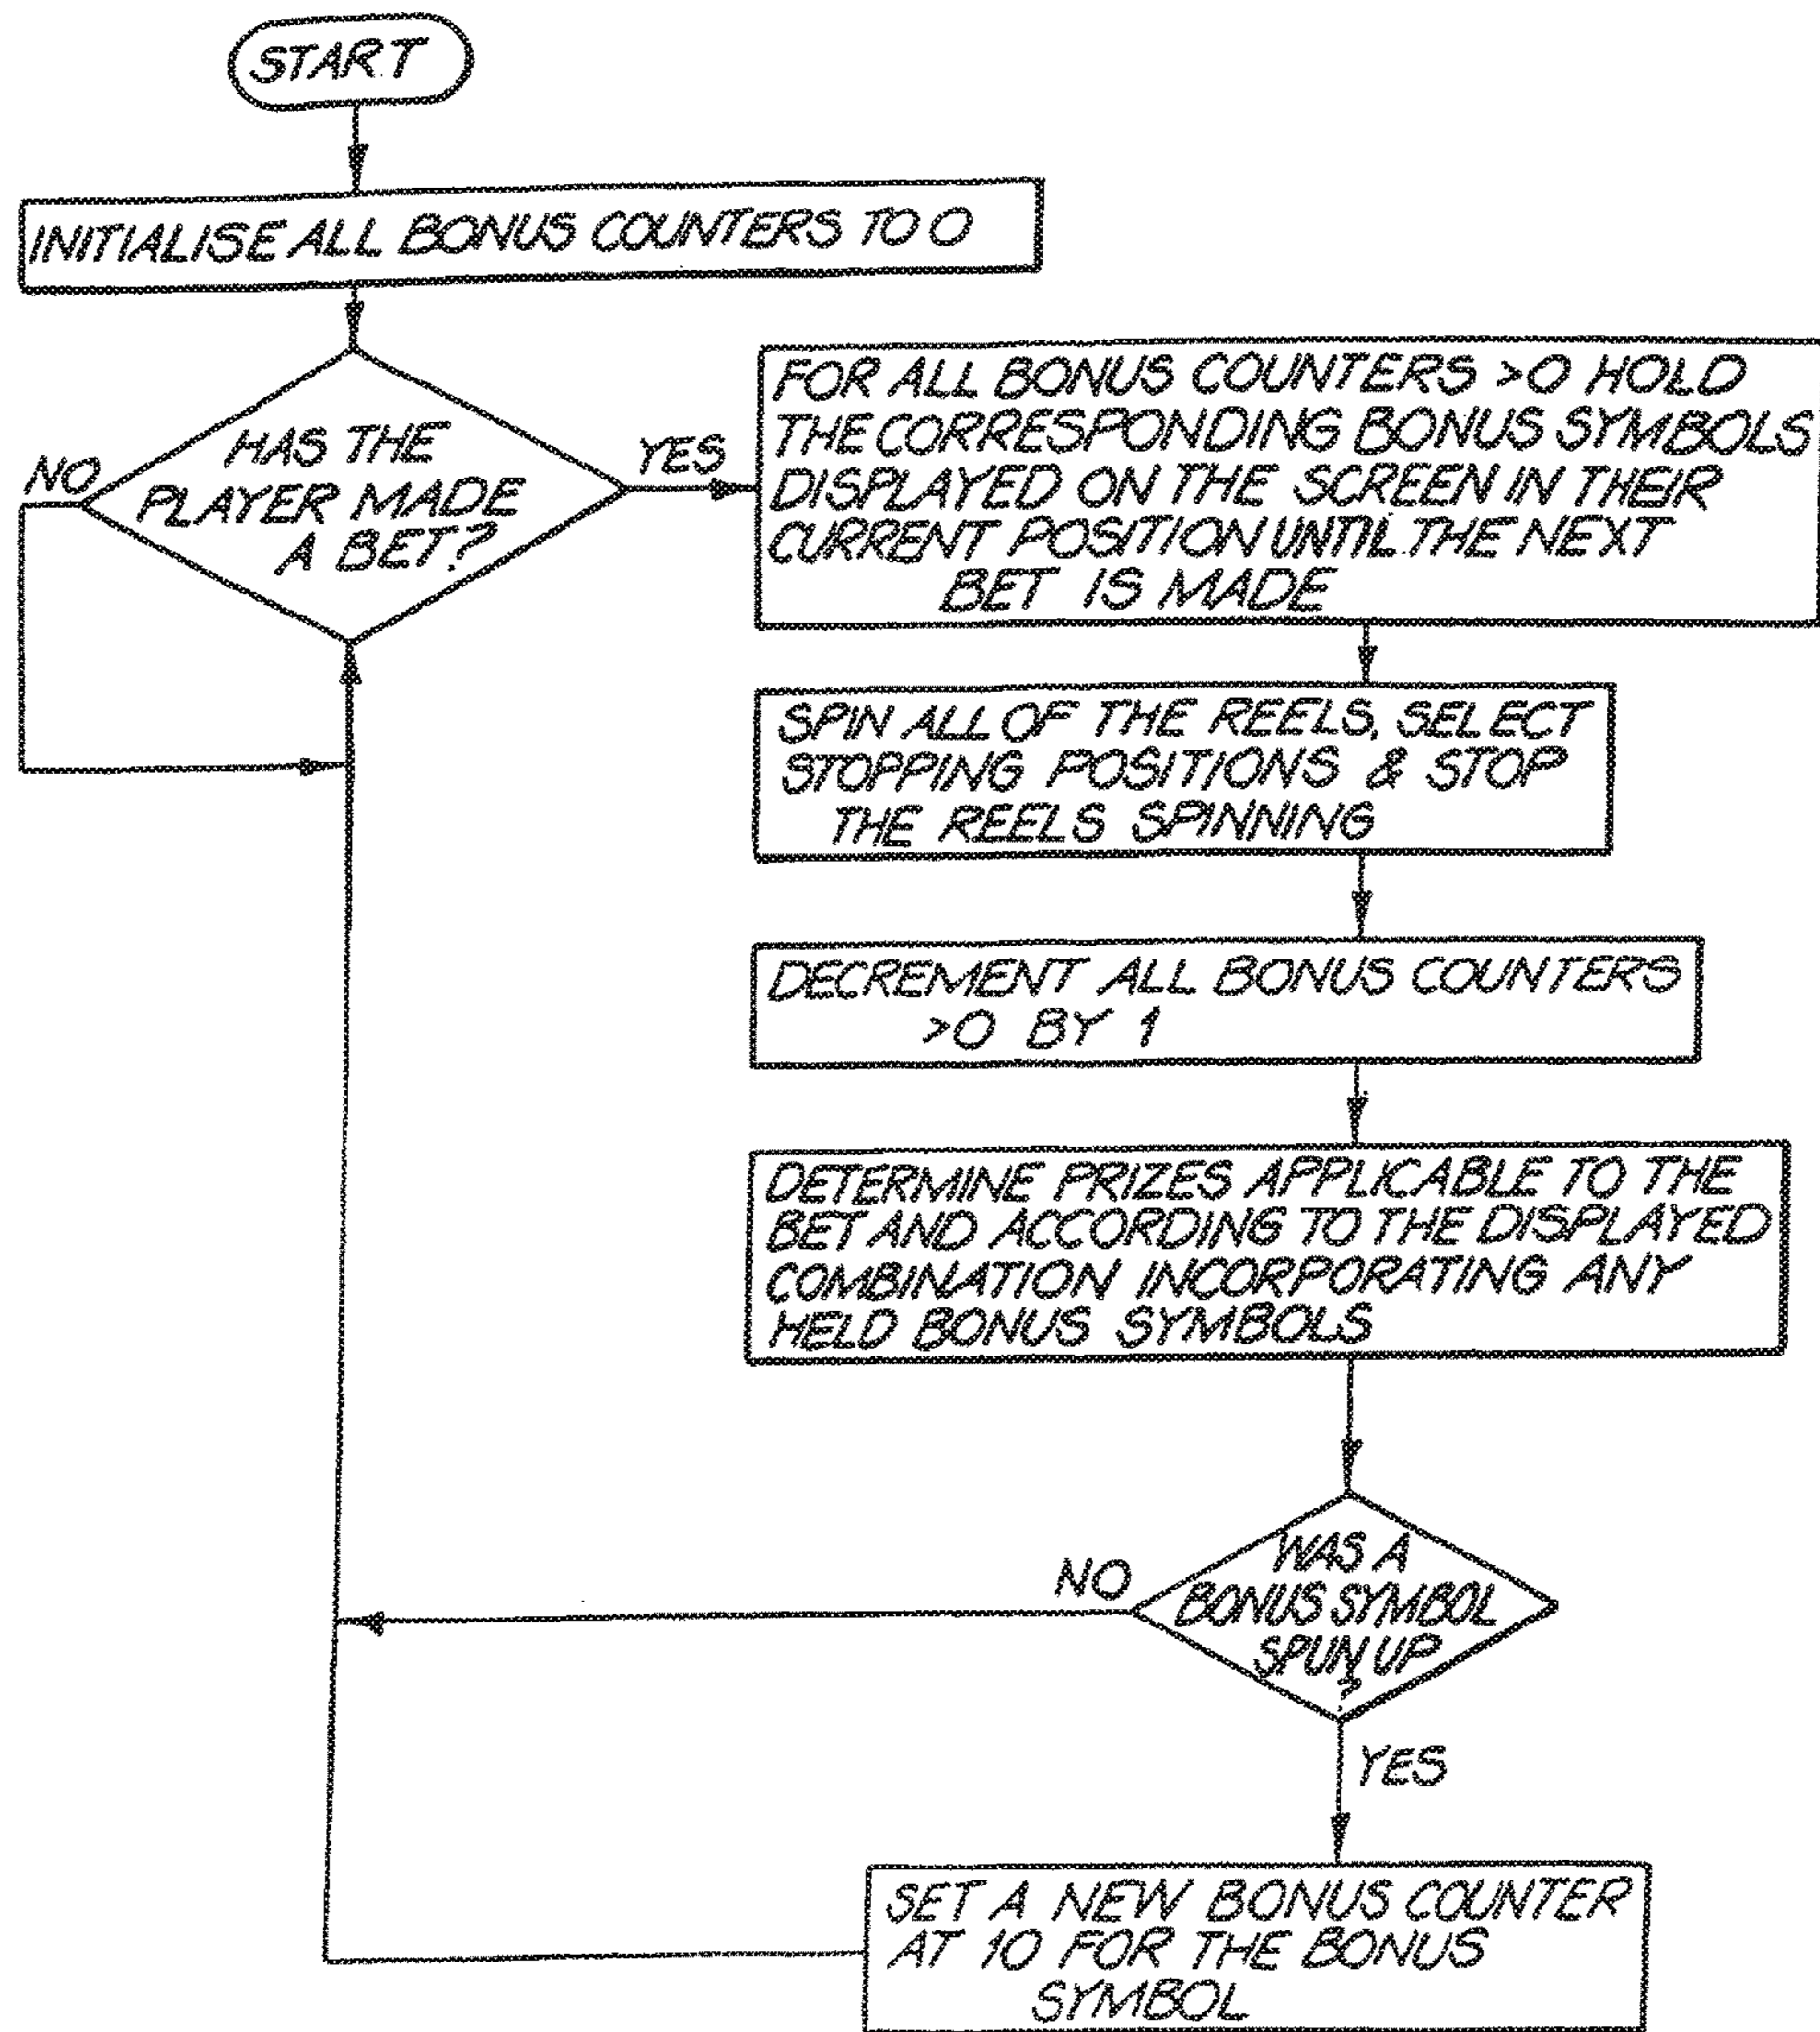 START
INITIALISE ALL BONUS COUNTERS TO 0
HAS THE
PLAYER MADE
A BET?
NO
YES
FOR ALL BONUS COUNTERS >0 HOLD
THE CORRESPONDING BONUS SYMBOLS
DISPLAYED ON THE SCREEN IN THEIR
CURRENT POSITION UNTIL THE NEXT
BET IS MADE
SPIN ALL OF THE REELS, SELECT
STOPPING POSITIONS & STOP
THE REELS SPINNING
DECREMENT ALL BONUS COUNTERS
>0 BY 1
DETERMINE PRIZES APPLICABLE TO THE
BET AND ACCORDING TO THE DISPLAYED
COMBINATION INCORPORATING ANY
HELD BONUS SYMBOLS
WAS A
BONUS SYMBOL
SPUN UP
?
NO
YES
SET A NEW BONUS COUNTER
AT 10 FOR THE BONUS
SYMBOL